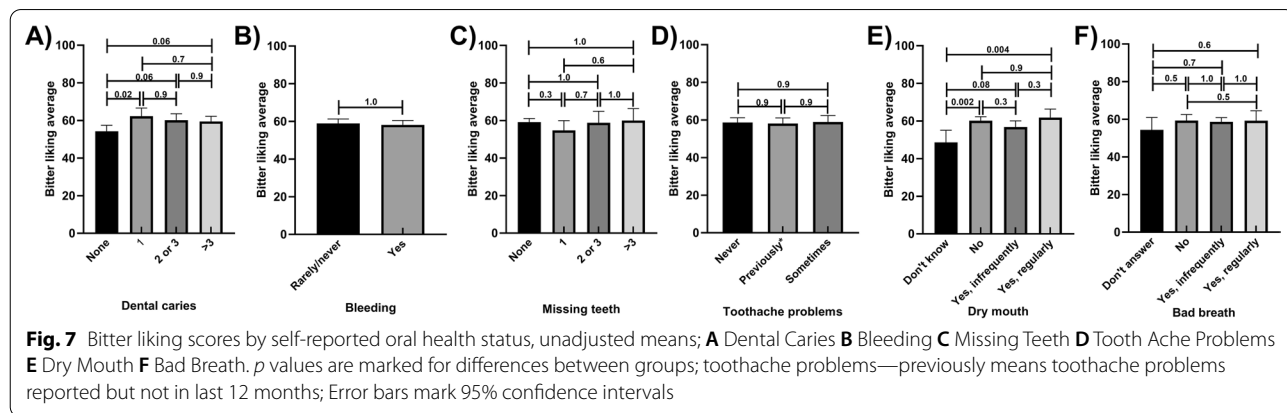 A)
Bitter liking average
100
80
60
40
20
0
0.06
0.7
0.06
0.9
0.02
0.9
None
1
2 or 3
>3
Dental caries
B)
Bitter liking average
100
80
60
40
20
0
1.0
Rarely/never
Yes
Bleeding
C)
Bitter liking average
100
80
60
40
20
0
1.0
0.6
1.0
0.3
0.7
1.0
None
1
2 or 3
>3
Missing teeth
D)
Bitter liking average
100
80
60
40
20
0
0.9
0.9
0.9
Never
Previously*
Sometimes
Toothache problems
E)
Bitter liking average
100
80
60
40
20
0
0.004
0.9
0.08
0.3
0.002
0.3
Don't know
No
Yes, infrequently
Yes, regularly
Dry mouth
F)
Bitter liking average
100
80
60
40
20
0
0.6
0.7
0.5
1.0
1.0
0.5
Don't answer
No
Yes, infrequently
Yes, regularly
Bad breath
Fig. 7 Bitter liking scores by self-reported oral health status, unadjusted means; A Dental Caries B Bleeding C Missing Teeth D Tooth Ache Problems
E Dry Mouth F Bad Breath. p values are marked for differences between groups; toothache problems—previously means toothache problems
reported but not in last 12 months; Error bars mark 95% confidence intervals